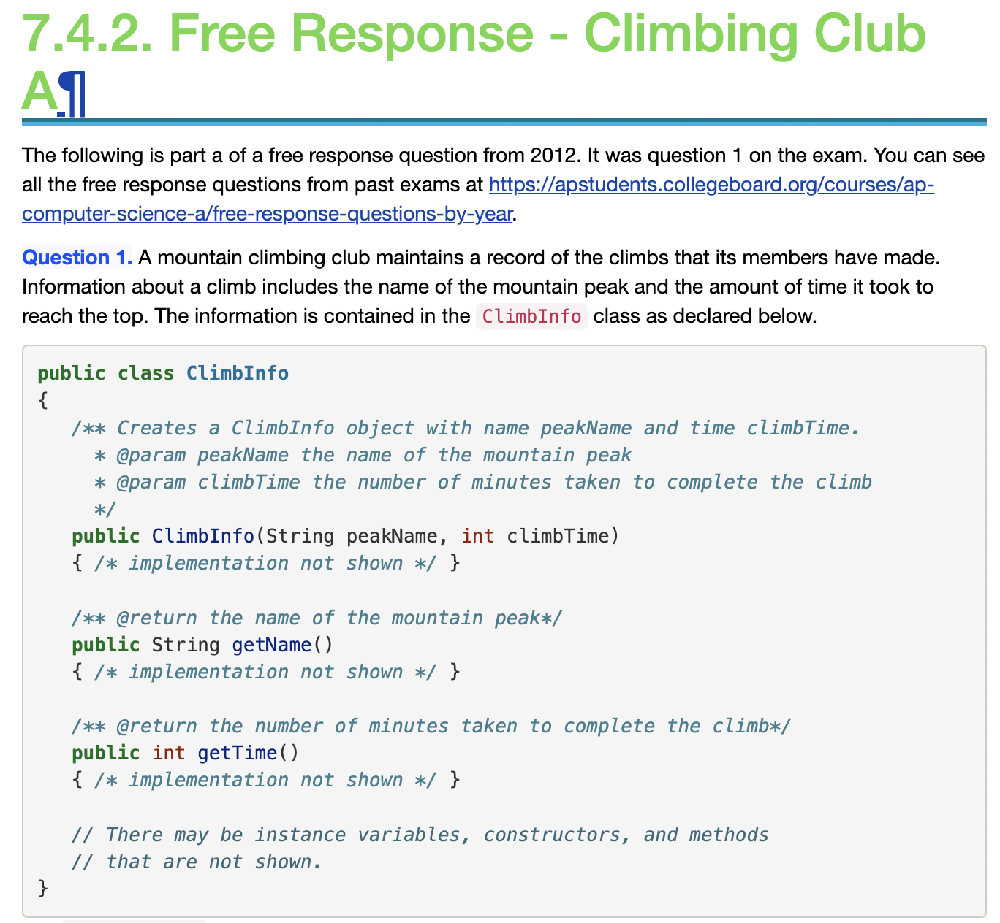 7.4.2. Free Response - Climbing Club
A¶
The following is part a of a free response question from 2012. It was question 1 on the exam. You can see
all the free response questions from past exams at https://apstudents.collegeboard.org/courses/ap-
computer-science-a/free-response-questions-by-year.
Question 1. A mountain climbing club maintains a record of the climbs that its members have made.
Information about a climb includes the name of the mountain peak and the amount of time it took to
reach the top. The information is contained in the ClimbInfo class as declared below.
public class ClimbInfo
{
   /** Creates a ClimbInfo object with name peakName and time climbTime.
     * @param peakName the name of the mountain peak
     * @param climbTime the number of minutes taken to complete the climb
     */
   public ClimbInfo(String peakName, int climbTime)
   { /* implementation not shown */ }

   /** @return the name of the mountain peak*/
   public String getName()
   { /* implementation not shown */ }

   /** @return the number of minutes taken to complete the climb*/
   public int getTime()
   { /* implementation not shown */ }

   // There may be instance variables, constructors, and methods
   // that are not shown.
}